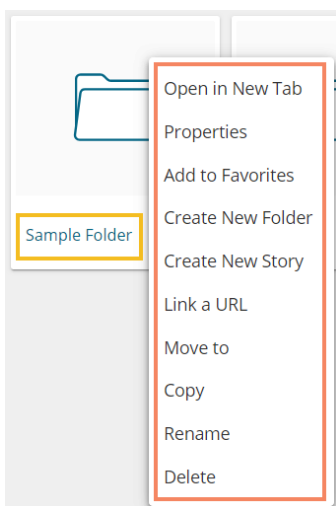 Sample Folder
Open in New Tab
Properties
Add to Favorites
Create New Folder
Create New Story
Link a URL
Move to
Copy
Rename
Delete